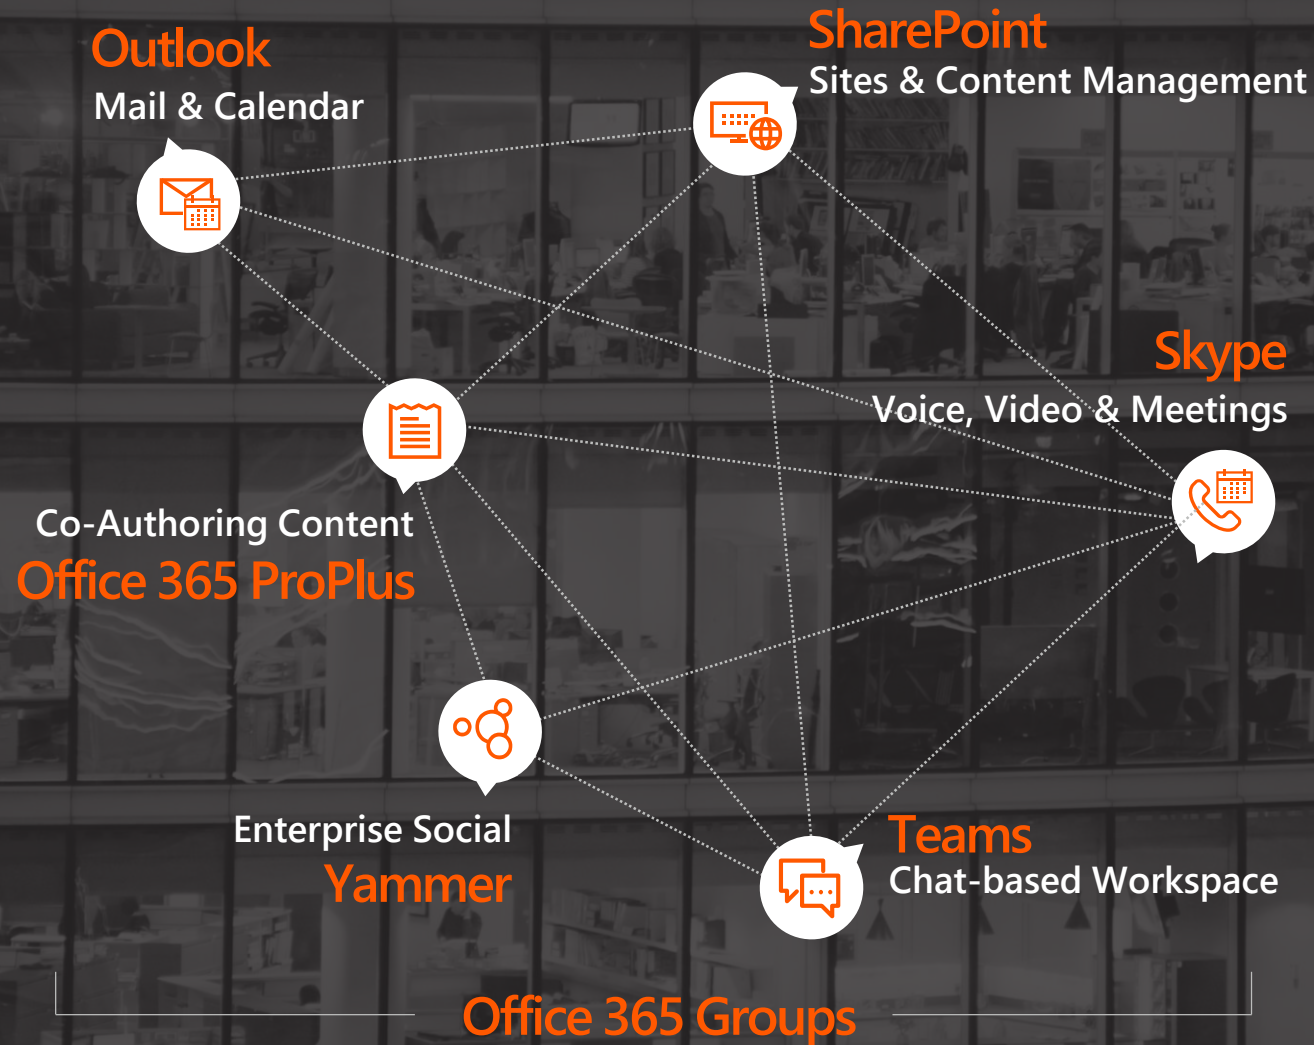 Outlook
Mail & Calendar
SharePoint
Sites & Content Management
Skype
Voice, Video & Meetings
Co-Authoring Content
Office 365 ProPlus
Enterprise Social
Yammer
Teams
Chat-based Workspace
Office 365 Groups